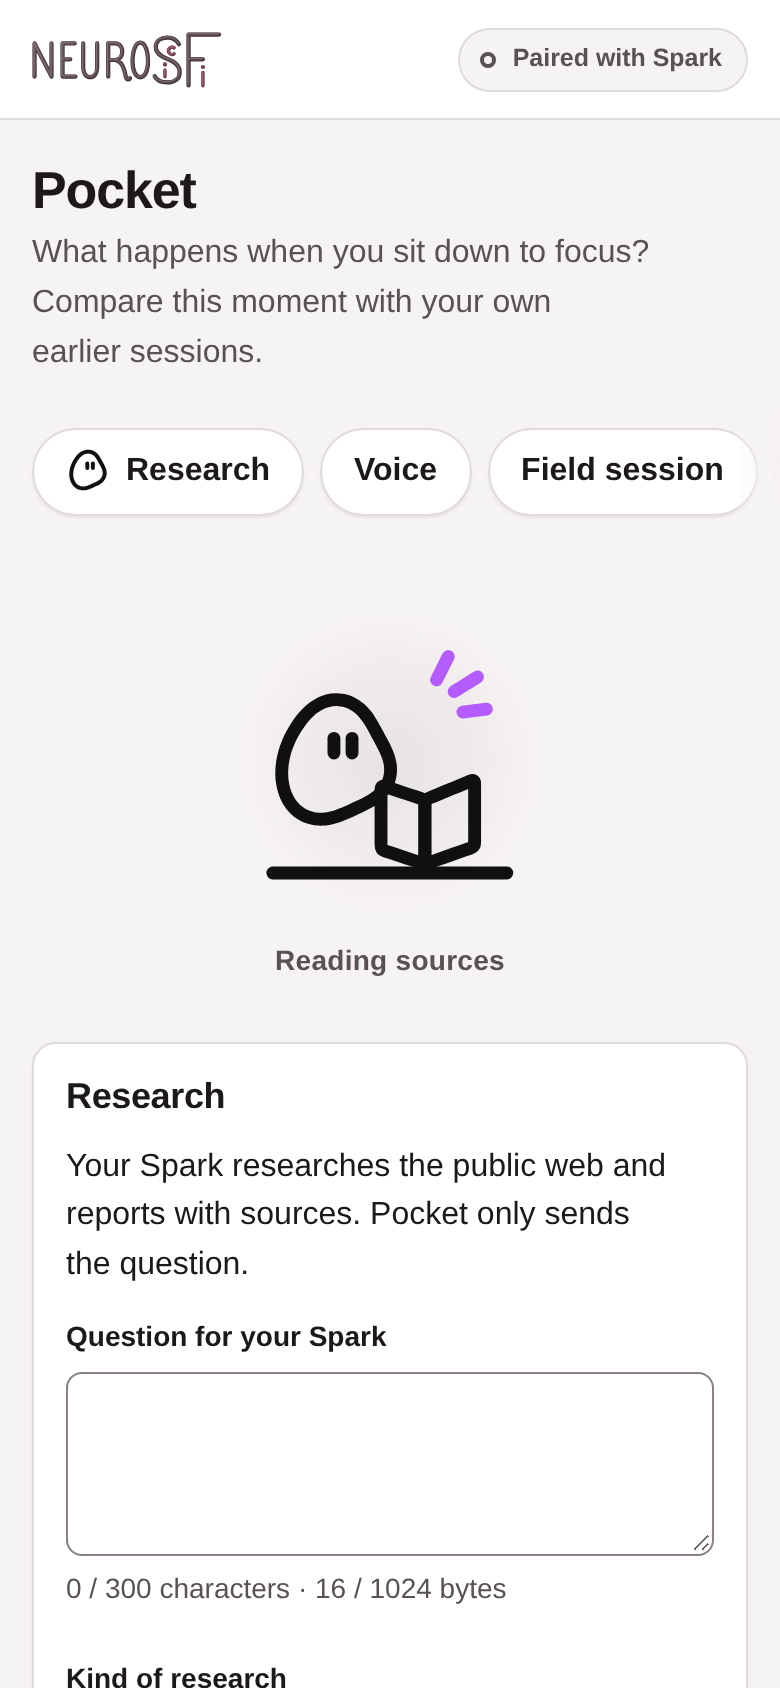 NEUROSciFi
Paired with Spark
Pocket
What happens when you sit down to focus?
Compare this moment with your own
earlier sessions.
Research
Voice
Field session
Reading sources
Research
Your Spark researches the public web and
reports with sources. Pocket only sends
the question.
Question for your Spark
0 / 300 characters · 16 / 1024 bytes
Kind of research